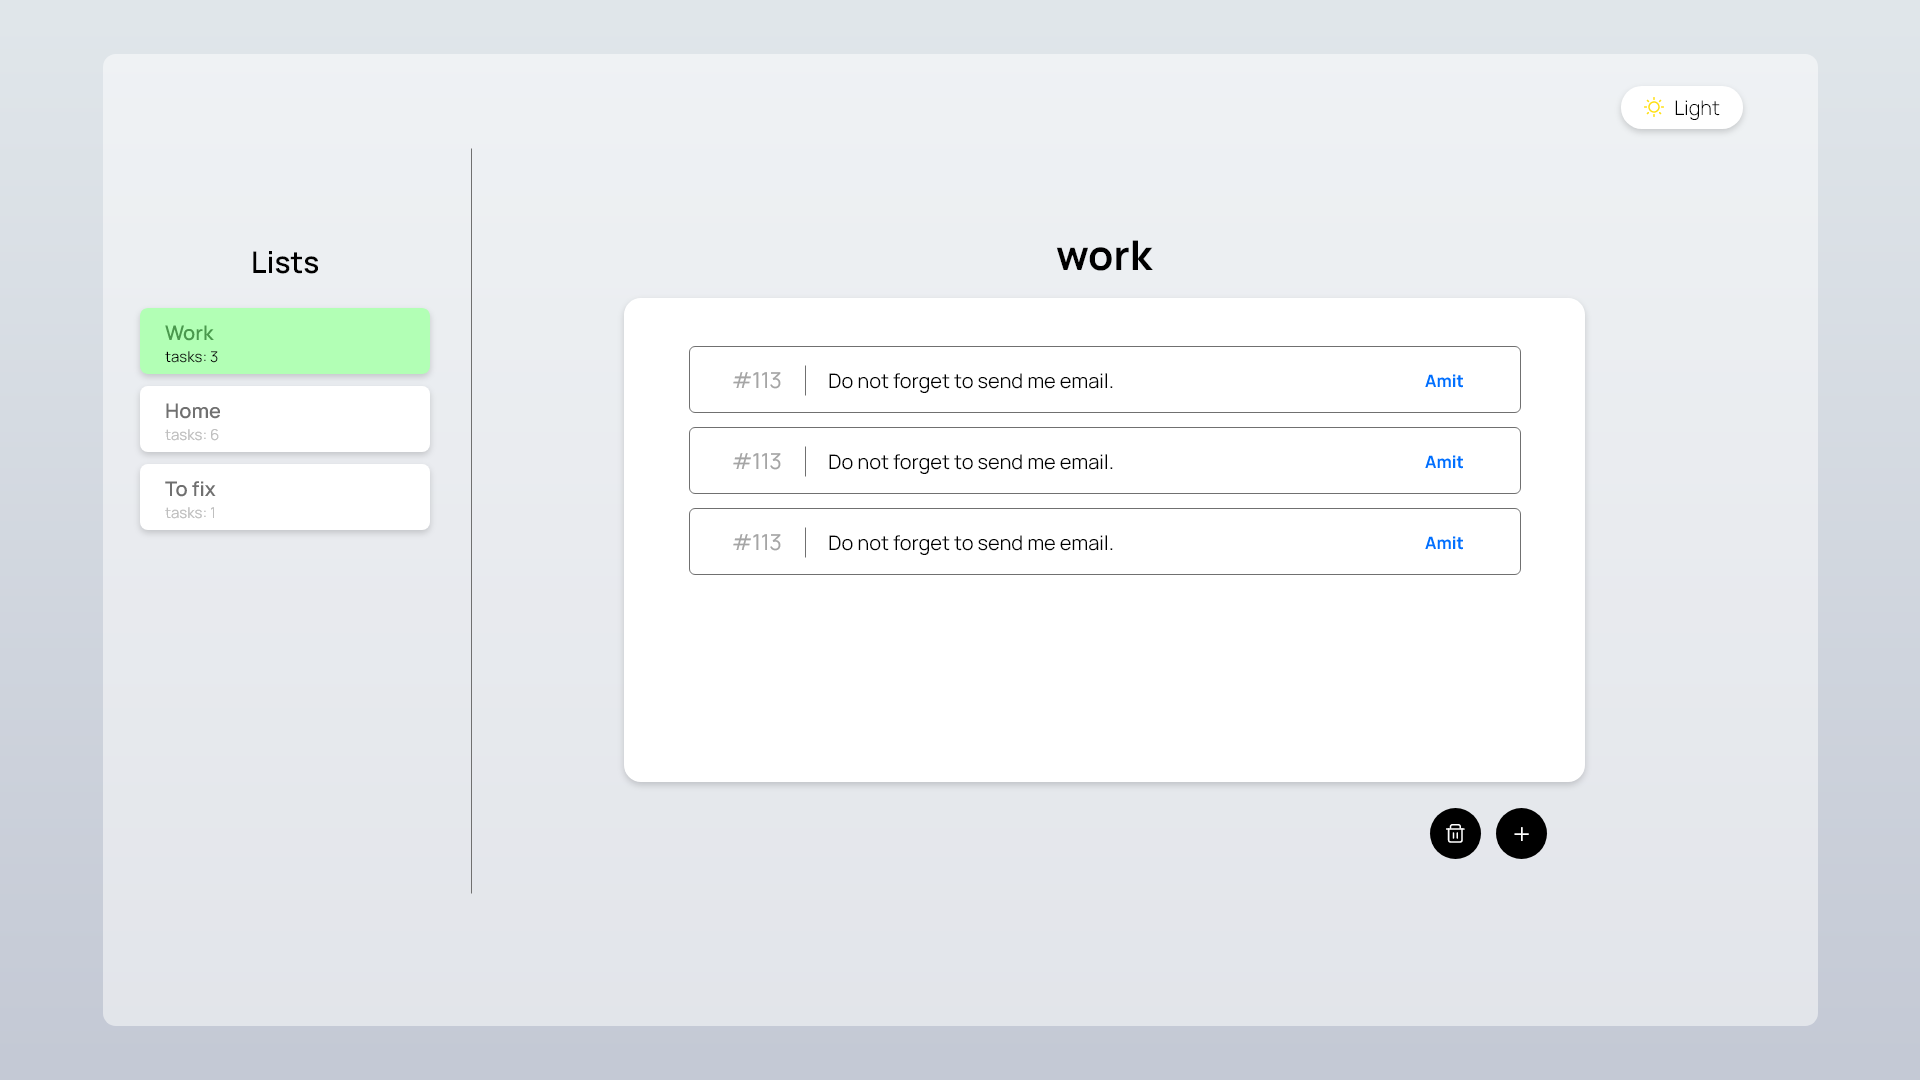 Light
Lists
Work
tasks: 3
Home
tasks: 6
To fix
tasks: 1
work
#113 Do not forget to send me email. Amit
#113 Do not forget to send me email. Amit
#113 Do not forget to send me email. Amit